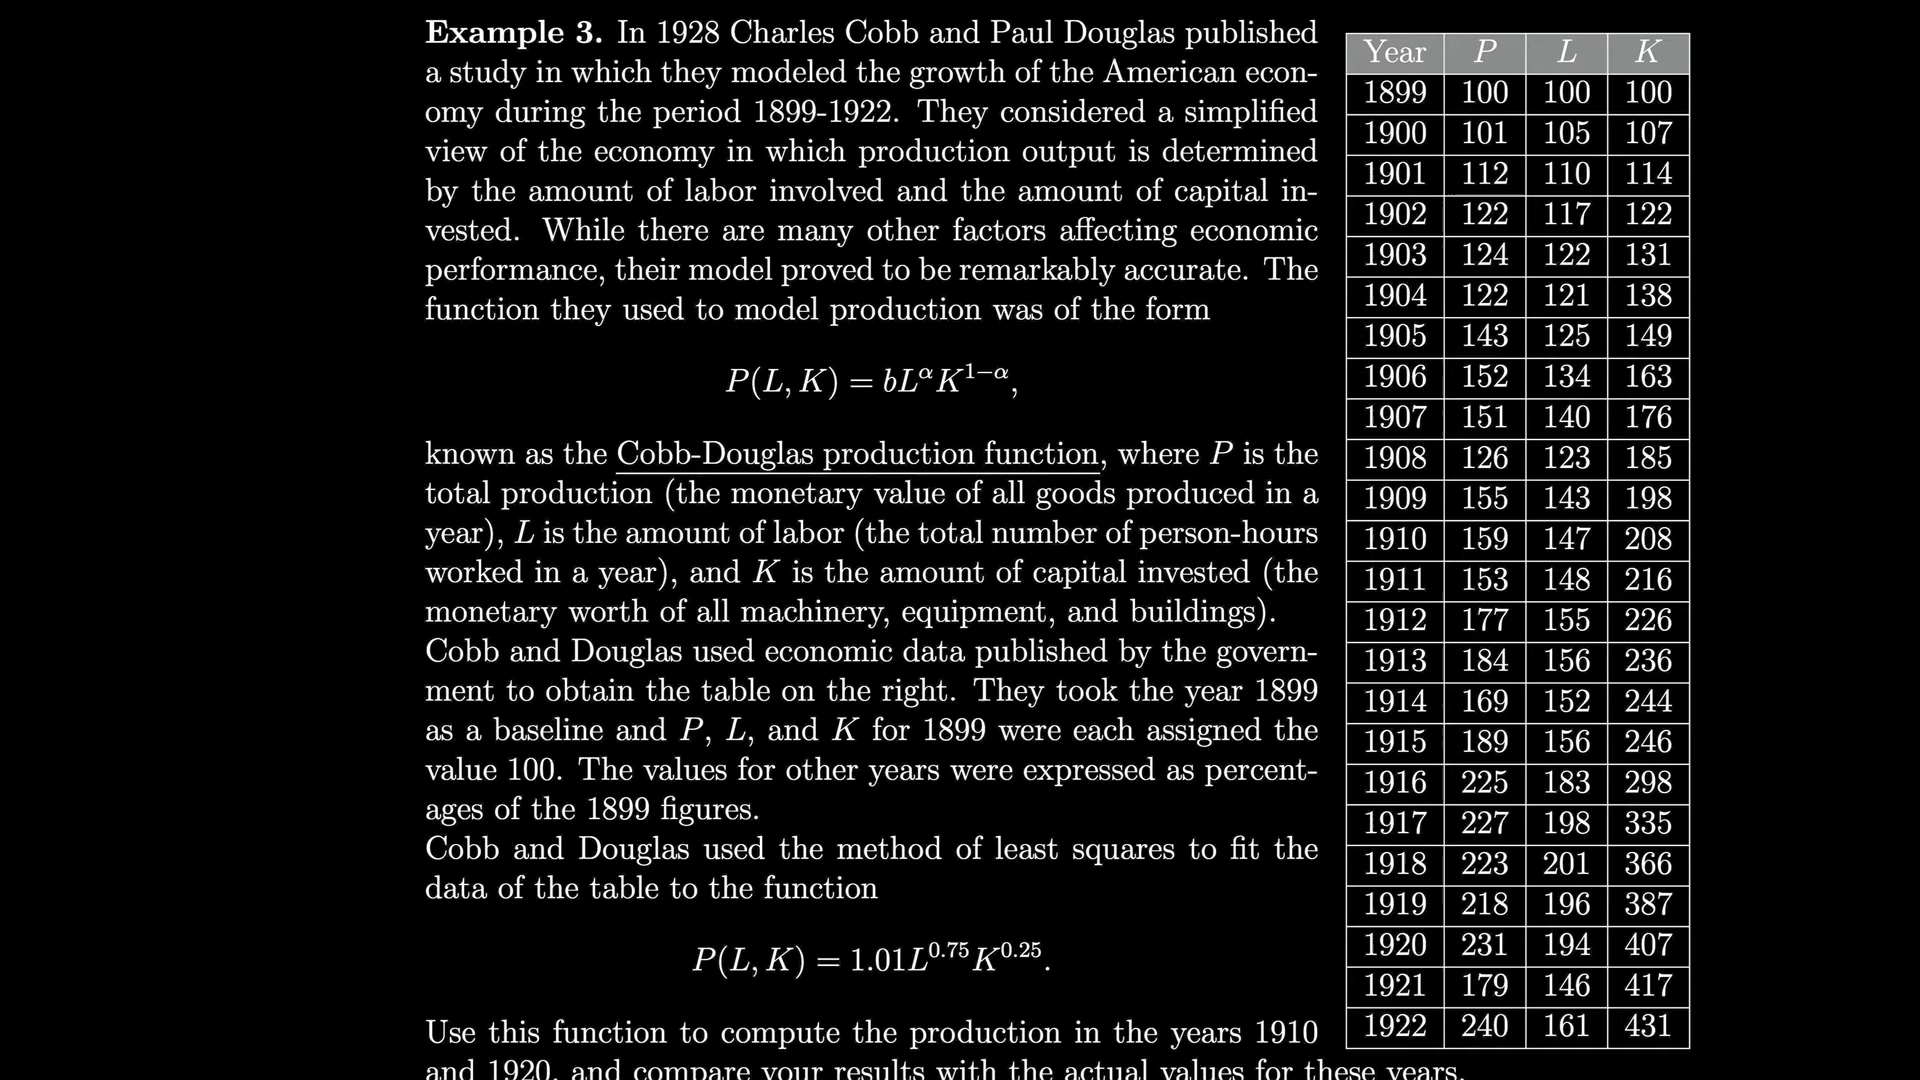 Example 3. In 1928 Charles Cobb and Paul Douglas published
a study in which they modeled the growth of the American econ-
omy during the period 1899-1922. They considered a simplified
view of the economy in which production output is determined
by the amount of labor involved and the amount of capital in-
vested. While there are many other factors affecting economic
performance, their model proved to be remarkably accurate. The
function they used to model production was of the form
P(L, K) = bL^α K^{1−α},
known as the Cobb-Douglas production function, where P is the
total production (the monetary value of all goods produced in a
year), L is the amount of labor (the total number of person-hours
worked in a year), and K is the amount of capital invested (the
monetary worth of all machinery, equipment, and buildings).
Cobb and Douglas used economic data published by the govern-
ment to obtain the table on the right. They took the year 1899
as a baseline and P, L, and K for 1899 were each assigned the
value 100. The values for other years were expressed as percent-
ages of the 1899 figures.
Cobb and Douglas used the method of least squares to fit the
data of the table to the function
P(L, K) = 1.01L^{0.75}K^{0.25}.
Use this function to compute the production in the years 1910
and 1920, and compare your results with the actual values for these years.
Year P L K
1899 100 100 100
1900 101 105 107
1901 112 110 114
1902 122 117 122
1903 124 122 131
1904 122 121 138
1905 143 125 149
1906 152 134 163
1907 151 140 176
1908 126 123 185
1909 155 143 198
1910 159 147 208
1911 153 148 216
1912 177 155 226
1913 184 156 236
1914 169 152 244
1915 189 156 246
1916 225 183 298
1917 227 198 335
1918 223 201 366
1919 218 196 387
1920 231 194 407
1921 179 146 417
1922 240 161 431